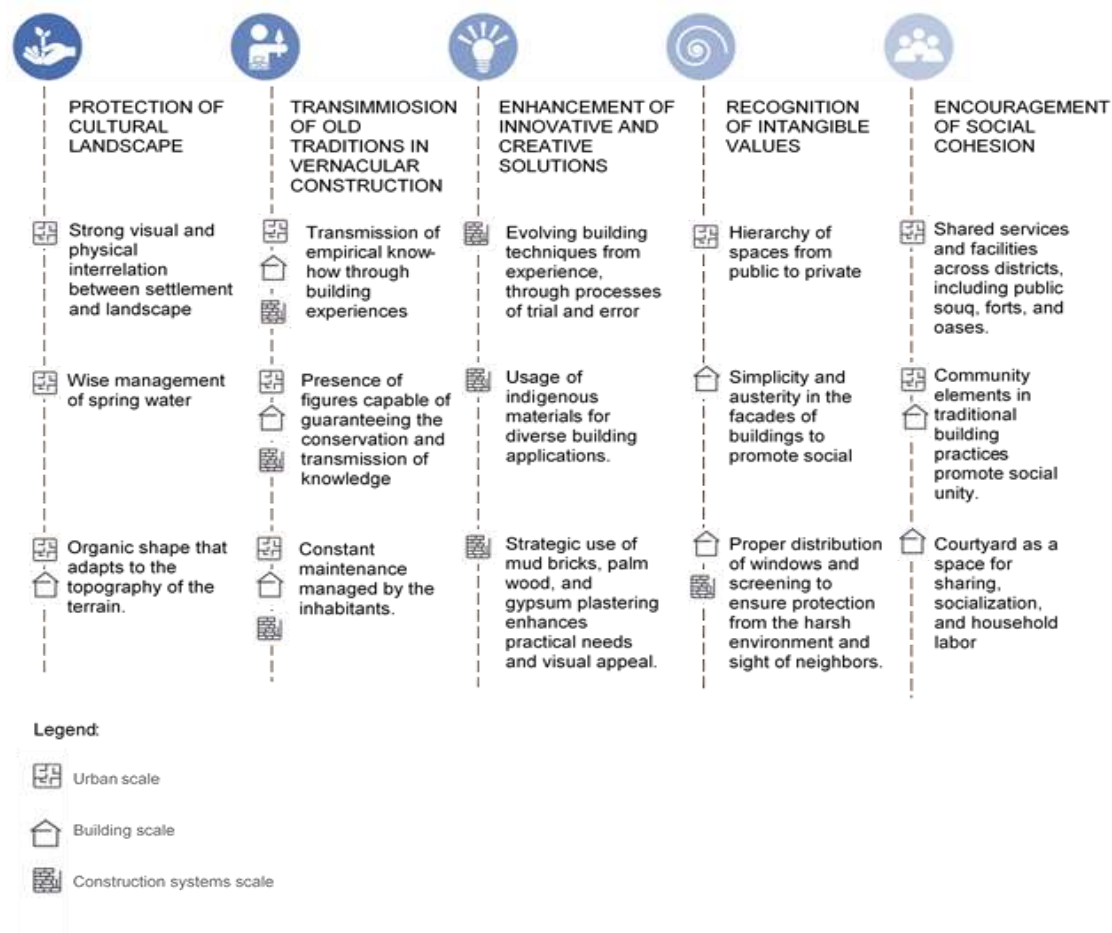 PROTECTION OF
CULTURAL
LANDSCAPE
Strong visual and
physical
interrelation
between settlement
and landscape
Wise management
of spring water
Organic shape that
adapts to the
topography of the
terrain.
TRANSIMMIOSION
OF OLD
TRADITIONS IN
VERNACULAR
CONSTRUCTION
Transmission of
empirical know-
how through
building
experiences
Presence of
figures capable of
guaranteeing the
conservation and
transmission of
knowledge
Constant
maintenance
managed by the
inhabitants.
ENHANCEMENT OF
INNOVATIVE AND
CREATIVE
SOLUTIONS
Evolving building
techniques from
experience,
through processes
of trial and error
Usage of
indigenous
materials for
diverse building
applications.
Strategic use of
mud bricks, palm
wood, and
gypsum plastering
enhances
practical needs
and visual appeal.
RECOGNITION
OF INTANGIBLE
VALUES
Hierarchy of
spaces from
public to private
Simplicity and
austerity in the
facades of
buildings to
promote social
Proper distribution
of windows and
screening to
ensure protection
from the harsh
environment and
sight of neighbors.
ENCOURAGEMENT
OF SOCIAL
COHESION
Shared services
and facilities
across districts,
including public
souq, forts, and
oases.
Community
elements in
traditional
building
practices
promote social
unity.
Courtyard as a
space for
sharing,
socialization,
and household
labor
Legend:
Urban scale
Building scale
Construction systems scale